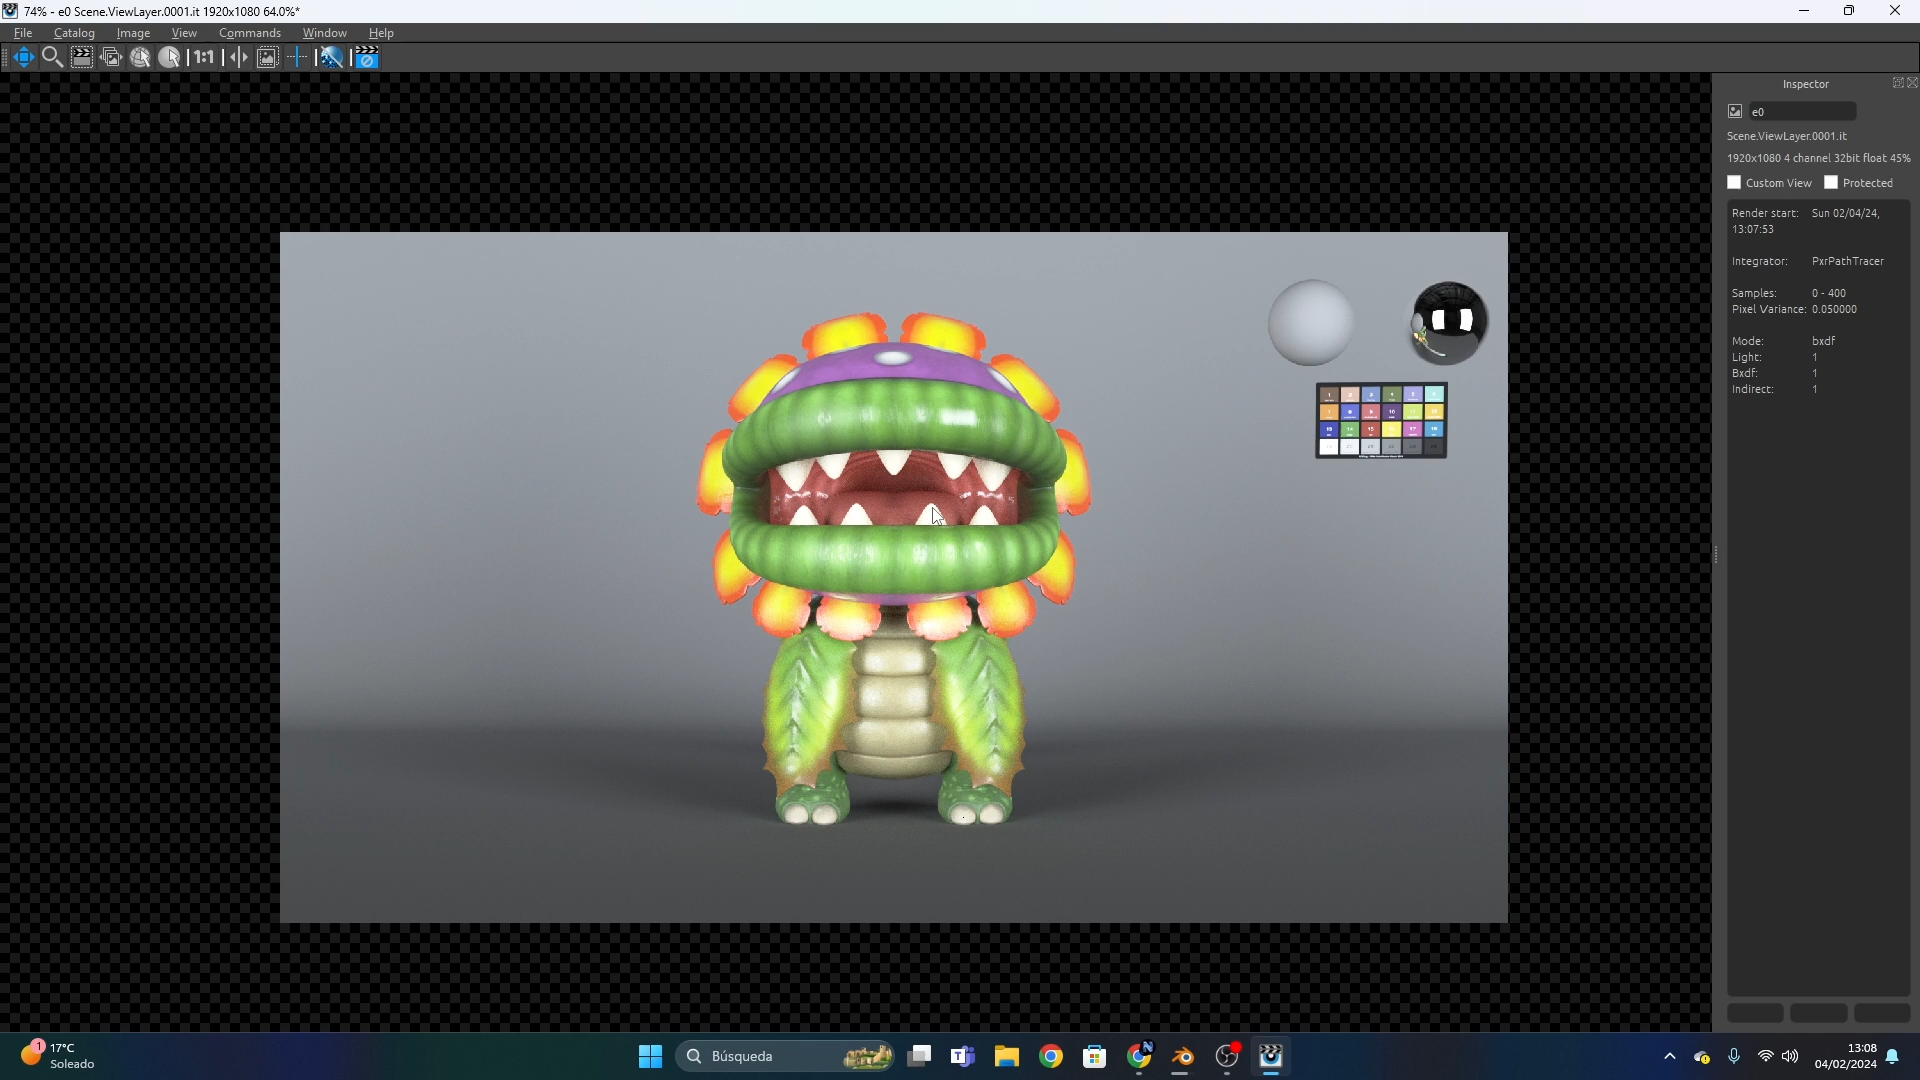 74% - e0 Scene.ViewLayer.0001.it 1920x1080 64.0%*
File Catalog Image View Commands Window Help
1:1
Inspector
e0
Scene.ViewLayer.0001.it
1920x1080 4 channel 32bit float 45%
Custom View Protected
Render start: Sun 02/04/24,
13:07:53
Integrator: PxrPathTracer
Samples: 0 - 400
Pixel Variance: 0.050000
Mode: bxdf
Light: 1
Bxdf: 1
Indirect: 1
1
17°C
Soleado
Búsqueda
N
13:08
04/02/2024